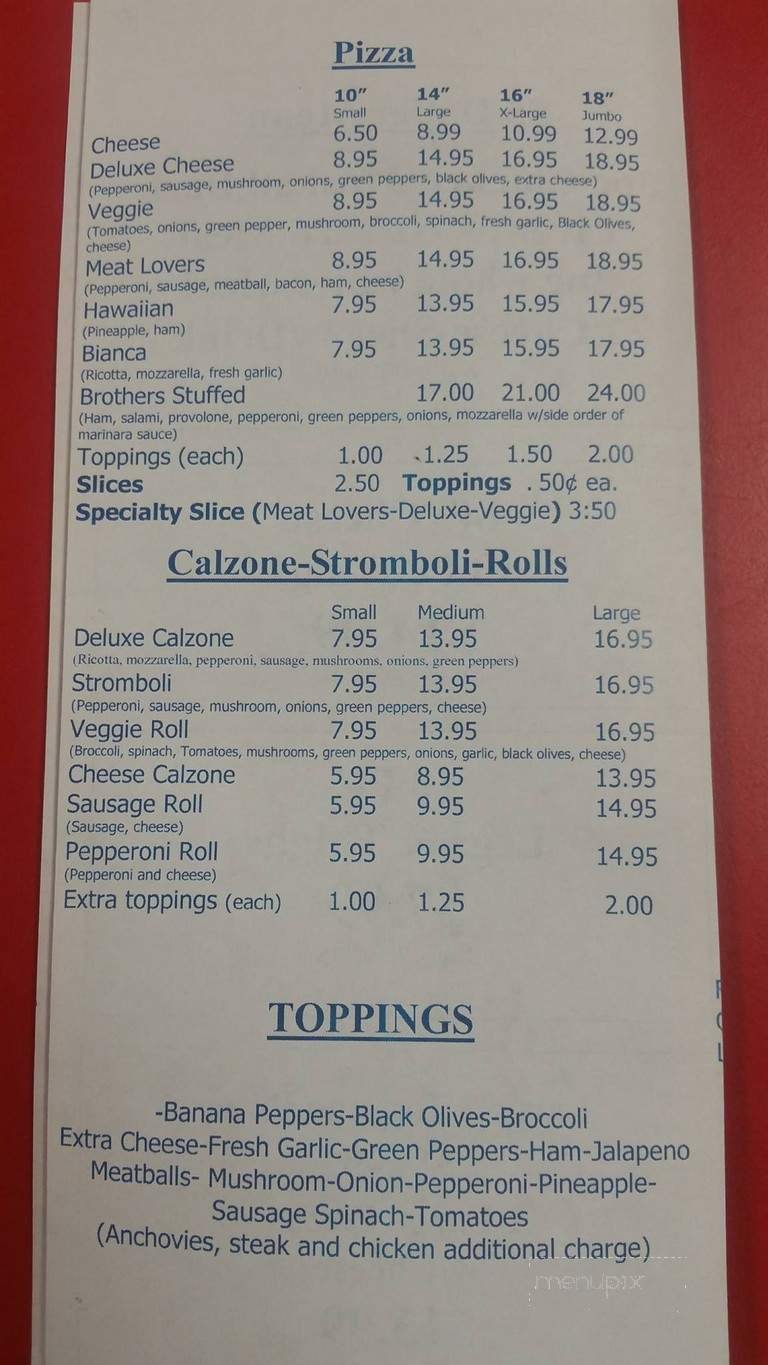 Pizza
10" 14" 16" 18"
Small Large X-Large Jumbo
Cheese 6.50 8.99 10.99 12.99
Deluxe Cheese 8.95 14.95 16.95 18.95
(Pepperoni, sausage, mushroom, onions, green peppers, black olives, extra cheese)
Veggie 8.95 14.95 16.95 18.95
(Tomatoes, onions, green pepper, mushroom, broccoli, spinach, fresh garlic, Black Olives,
cheese)
Meat Lovers 8.95 14.95 16.95 18.95
(Pepperoni, sausage, meatball, bacon, ham, cheese)
Hawaiian 7.95 13.95 15.95 17.95
(Pineapple, ham)
Bianca 7.95 13.95 15.95 17.95
(Ricotta, mozzarella, fresh garlic)
Brothers Stuffed 17.00 21.00 24.00
(Ham, salami, provolone, pepperoni, green peppers, onions, mozzarella w/side order of
marinara sauce)
Toppings (each) 1.00 1.25 1.50 2.00
Slices 2.50 Toppings .50¢ ea.
Specialty Slice (Meat Lovers-Deluxe-Veggie) 3:50
Calzone-Stromboli-Rolls
Small Medium Large
Deluxe Calzone 7.95 13.95 16.95
(Ricotta, mozzarella, pepperoni, sausage, mushrooms, onions, green peppers)
Stromboli 7.95 13.95 16.95
(Pepperoni, sausage, mushroom, onions, green peppers, cheese)
Veggie Roll 7.95 13.95 16.95
(Broccoli, spinach, Tomatoes, mushrooms, green peppers, onions, garlic, black olives, cheese)
Cheese Calzone 5.95 8.95 13.95
Sausage Roll 5.95 9.95 14.95
(Sausage, cheese)
Pepperoni Roll 5.95 9.95 14.95
(Pepperoni and cheese)
Extra toppings (each) 1.00 1.25 2.00
TOPPINGS
-Banana Peppers-Black Olives-Broccoli
Extra Cheese-Fresh Garlic-Green Peppers-Ham-Jalapeno
Meatballs- Mushroom-Onion-Pepperoni-Pineapple-
Sausage Spinach-Tomatoes
(Anchovies, steak and chicken additional charge)
menupix